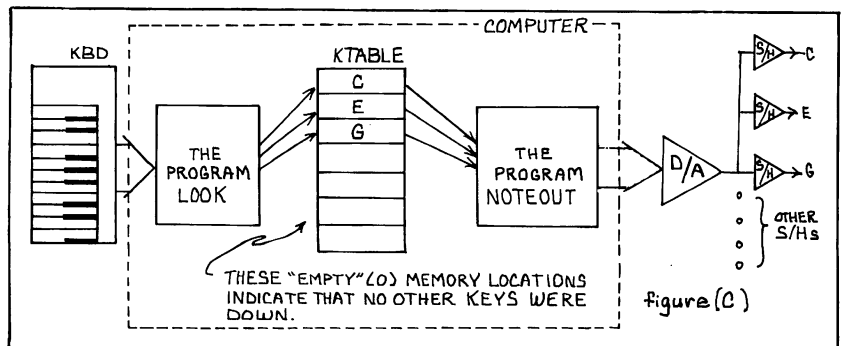 COMPUTER
KBD
KTABLE
C
E
G
THE
PROGRAM
LOOK
THE
PROGRAM
NOTEOUT
D/A
S/H
C
S/H
E
S/H
G
OTHER
S/Hs
THESE "EMPTY"(0) MEMORY LOCATIONS
INDICATE THAT NO OTHER KEYS WERE
DOWN.
figure (C)